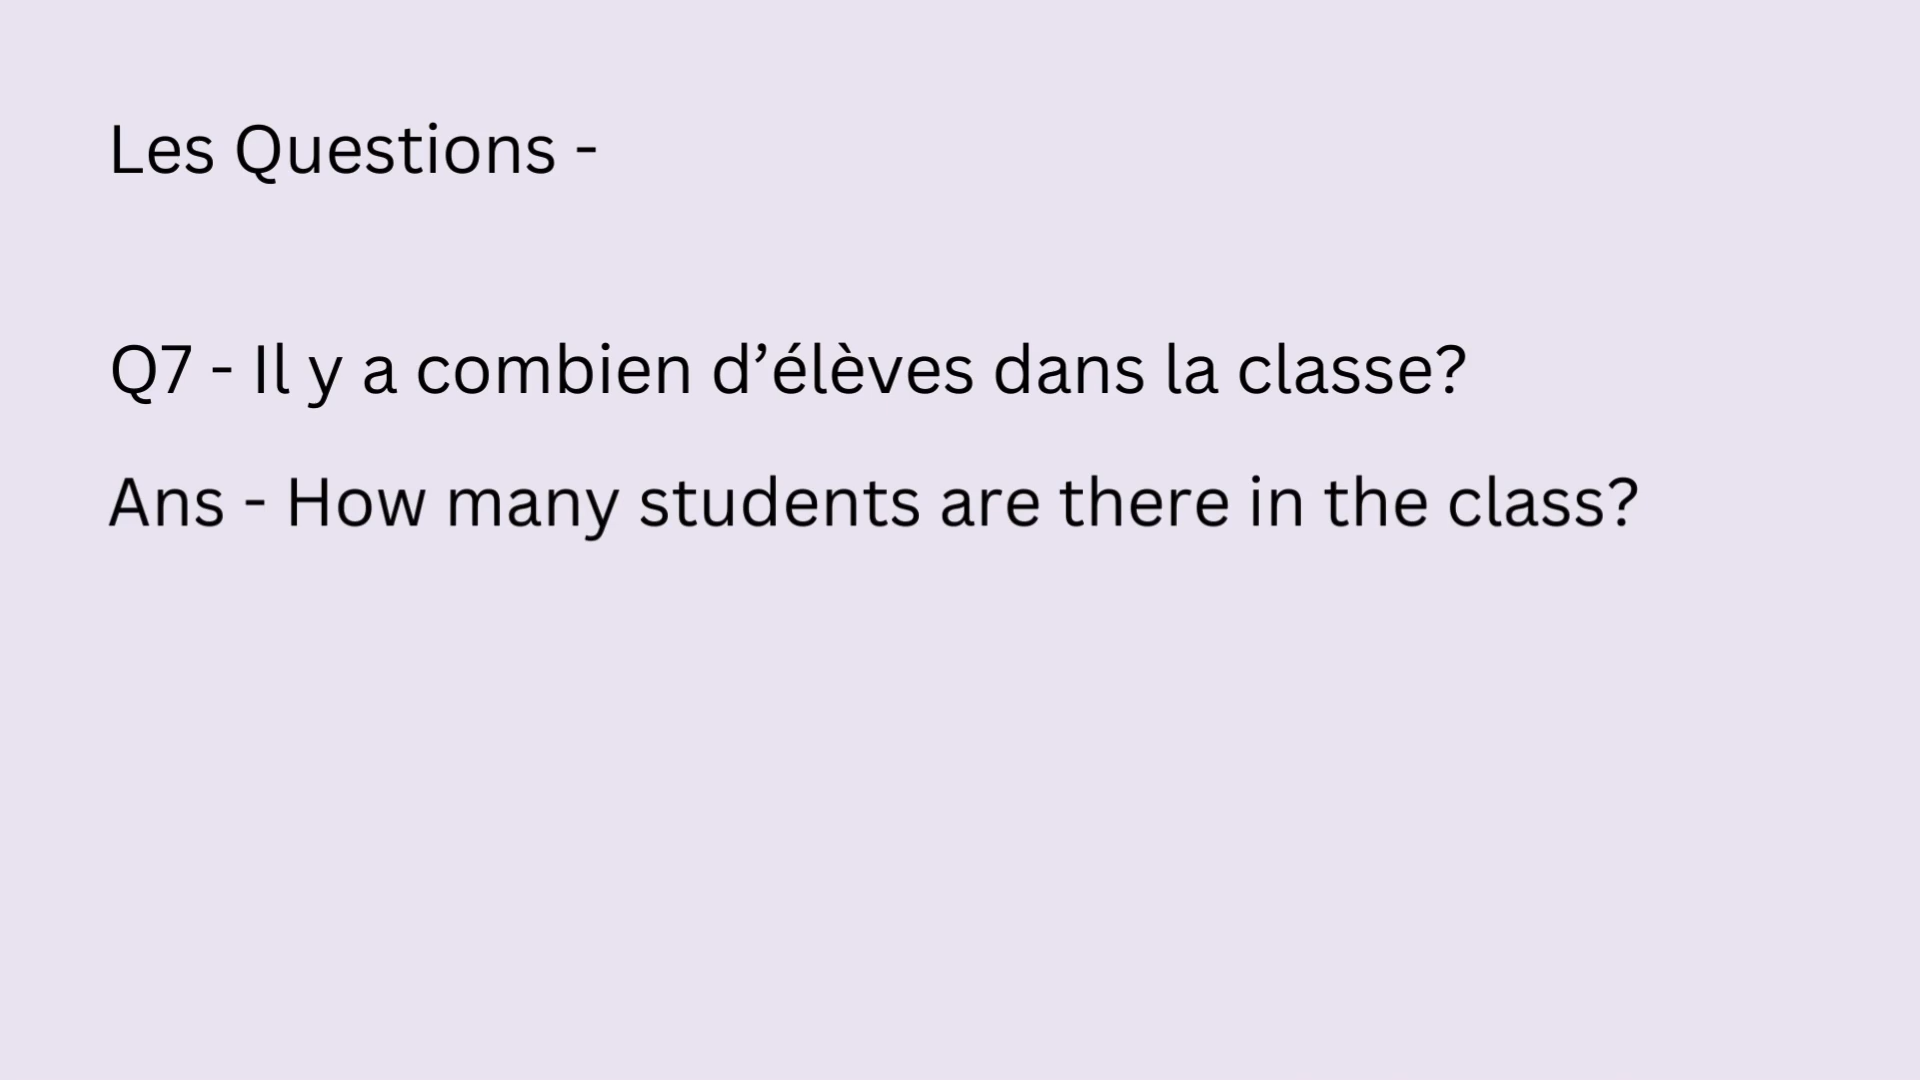 Les Questions -
Q7 - Il y a combien d’élèves dans la classe?
Ans - How many students are there in the class?